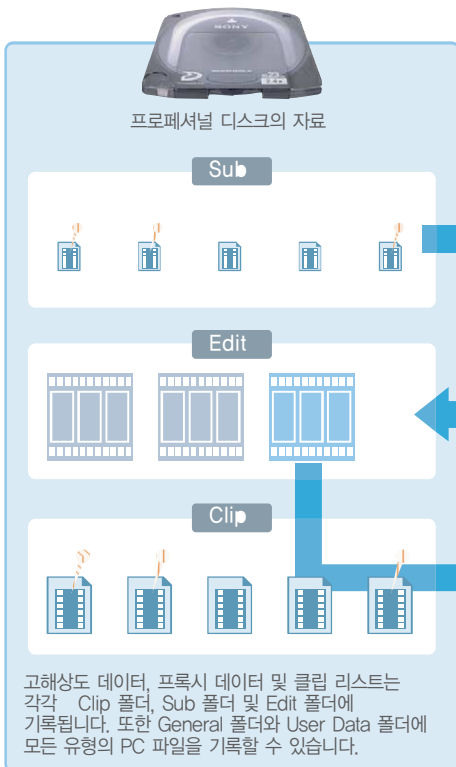 SONY
프로페셔널 디스크의 자료
Sub
Edit
Clip
고해상도 데이터, 프록시 데이터 및 클립 리스트는
각각 Clip 폴더, Sub 폴더 및 Edit 폴더에
기록됩니다. 또한 General 폴더와 User Data 폴더에
모든 유형의 PC 파일을 기록할 수 있습니다.